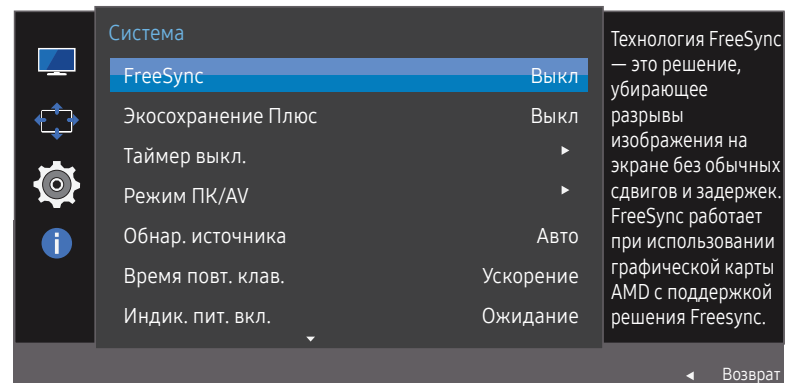 Система
FreeSync Выкл
Экосохранение Плюс Выкл
Таймер выкл.
Режим ПК/AV
Обнар. источника Авто
Время повт. клав. Ускорение
Индик. пит. вкл. Ожидание
Технология FreeSync
— это решение,
убирающее
разрывы
изображения на
экране без обычных
сдвигов и задержек.
FreeSync работает
при использовании
графической карты
AMD с поддержкой
решения Freesync.
Возврат